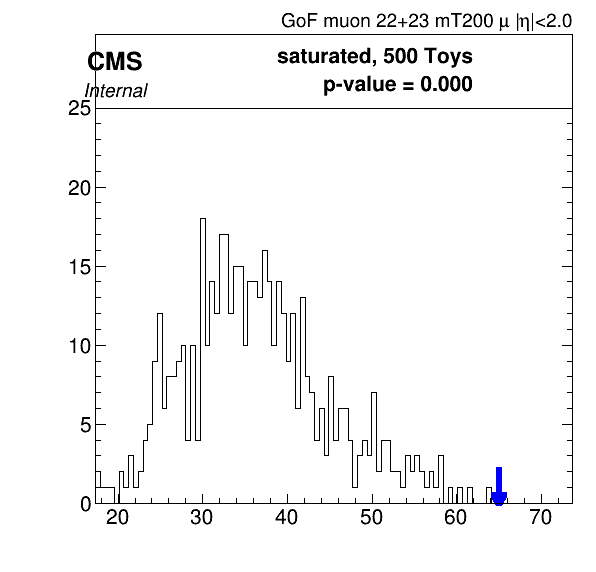 GoF muon 22+23 mT200 μ |η|<2.0
CMS
saturated, 500 Toys
p-value = 0.000
Internal
25
20
15
10
5
0
20 30 40 50 60 70